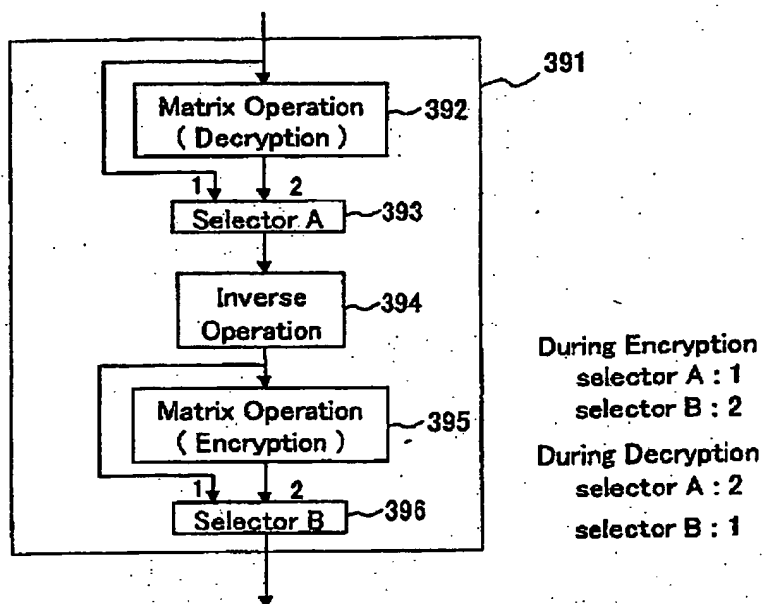 391
Matrix Operation
( Decryption )
392
1
2
Selector A
393
Inverse
Operation
394
Matrix Operation
( Encryption )
395
1
2
Selector B
396
During Encryption
selector A : 1
selector B : 2
During Decryption
selector A : 2
selector B : 1